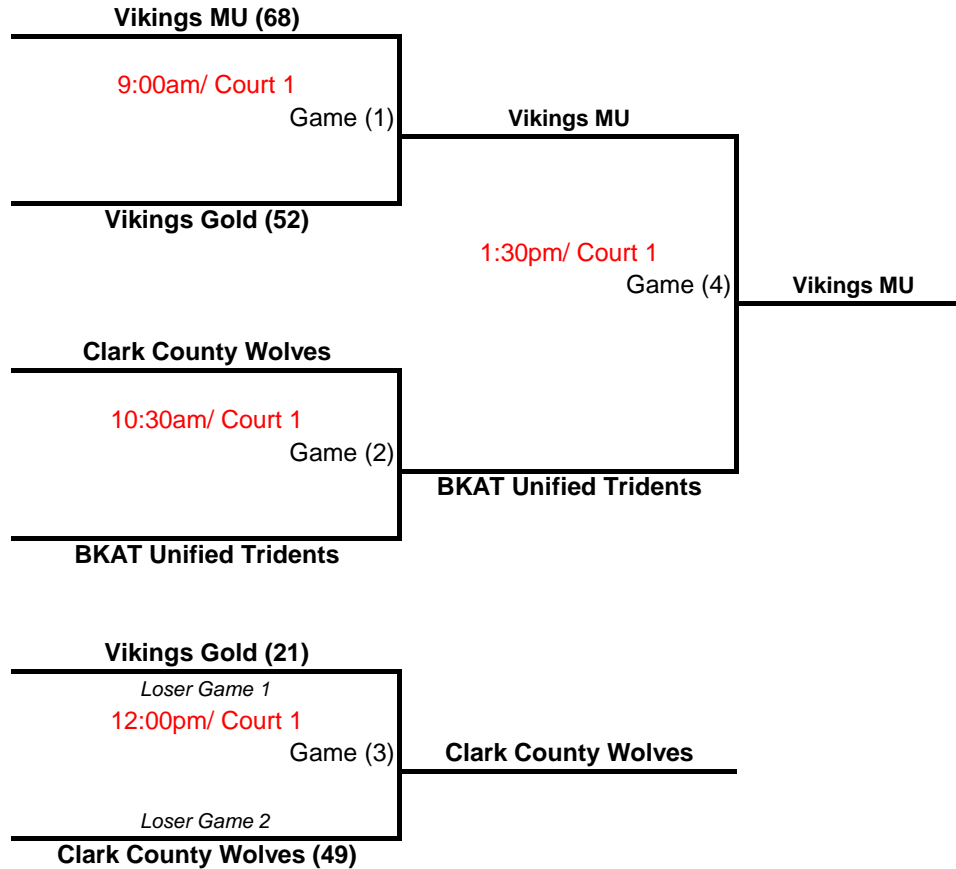 Vikings MU (68)
9:00am/ Court 1
Game (1)
Vikings MU
Vikings Gold (52)
1:30pm/ Court 1
Game (4)
Vikings MU
Clark County Wolves
10:30am/ Court 1
Game (2)
BKAT Unified Tridents
BKAT Unified Tridents
Vikings Gold (21)
Loser Game 1
12:00pm/ Court 1
Game (3)
Clark County Wolves
Loser Game 2
Clark County Wolves (49)